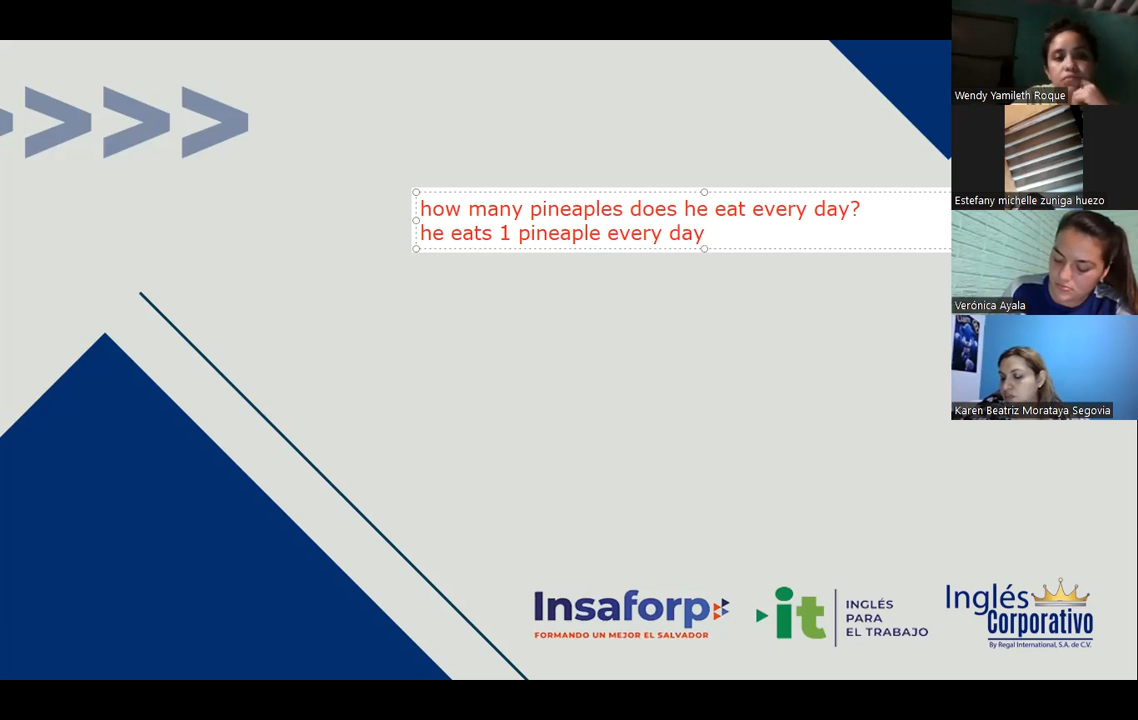 how many pineaples does he eat every day?
he eats 1 pineaple every day
Wendy Yamileth Roque
Estefany michelle zuniga huezo
Verónica Ayala
Karen Beatriz Morataya Segovia
Insaforp
FORMANDO UN MEJOR EL SALVADOR
it
INGLÉS
PARA
EL TRABAJO
Inglés
Corporativo
By Regal International, S.A. de C.V.